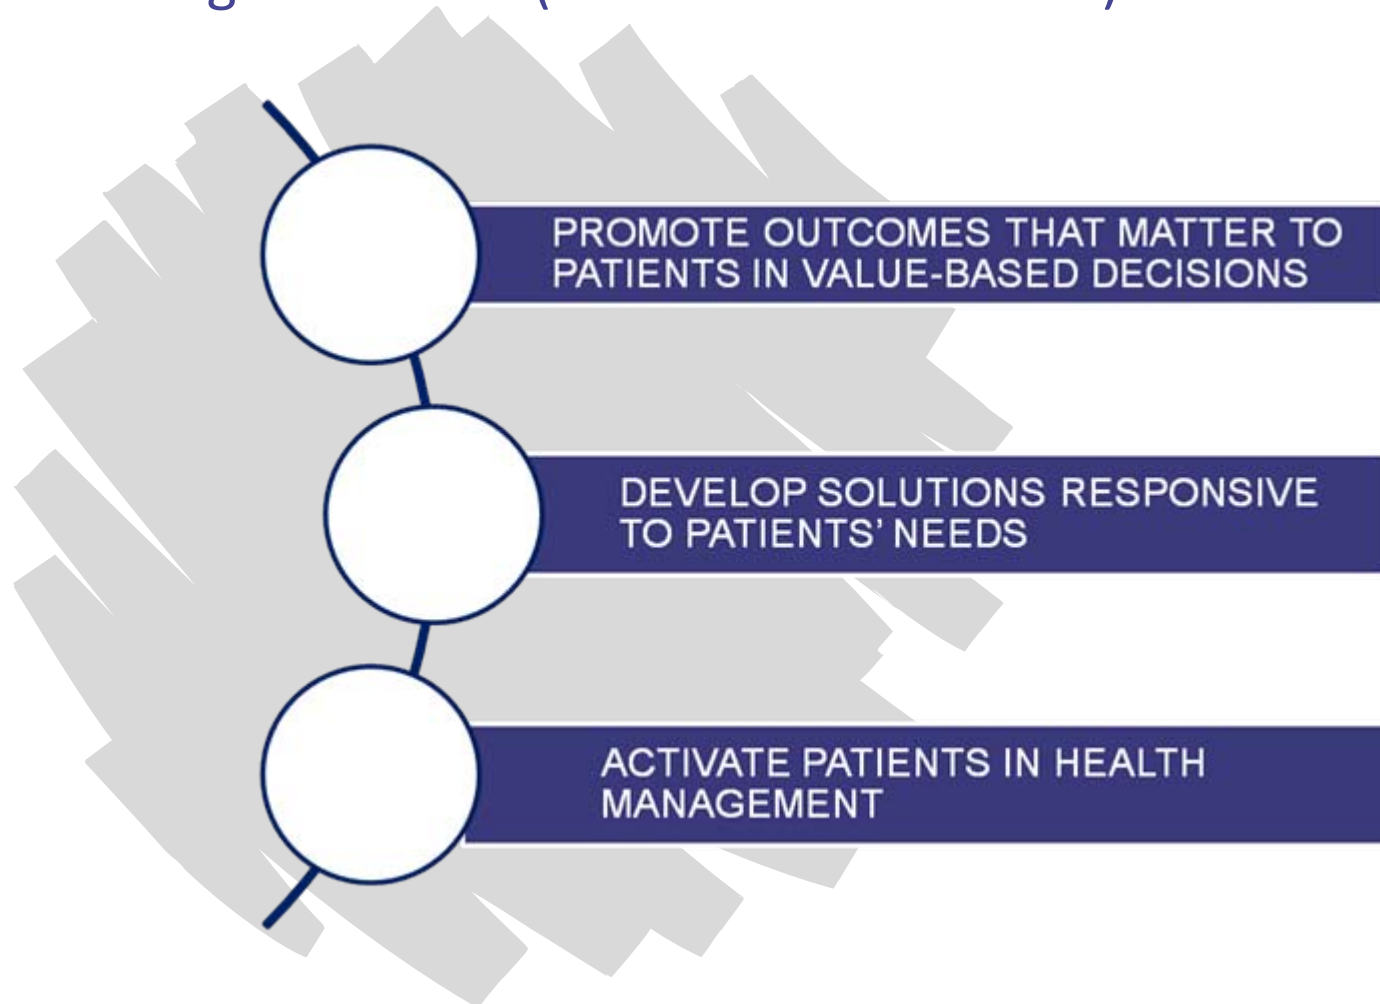 PROMOTE OUTCOMES THAT MATTER TO
PATIENTS IN VALUE-BASED DECISIONS
DEVELOP SOLUTIONS RESPONSIVE
TO PATIENTS’ NEEDS
ACTIVATE PATIENTS IN HEALTH
MANAGEMENT